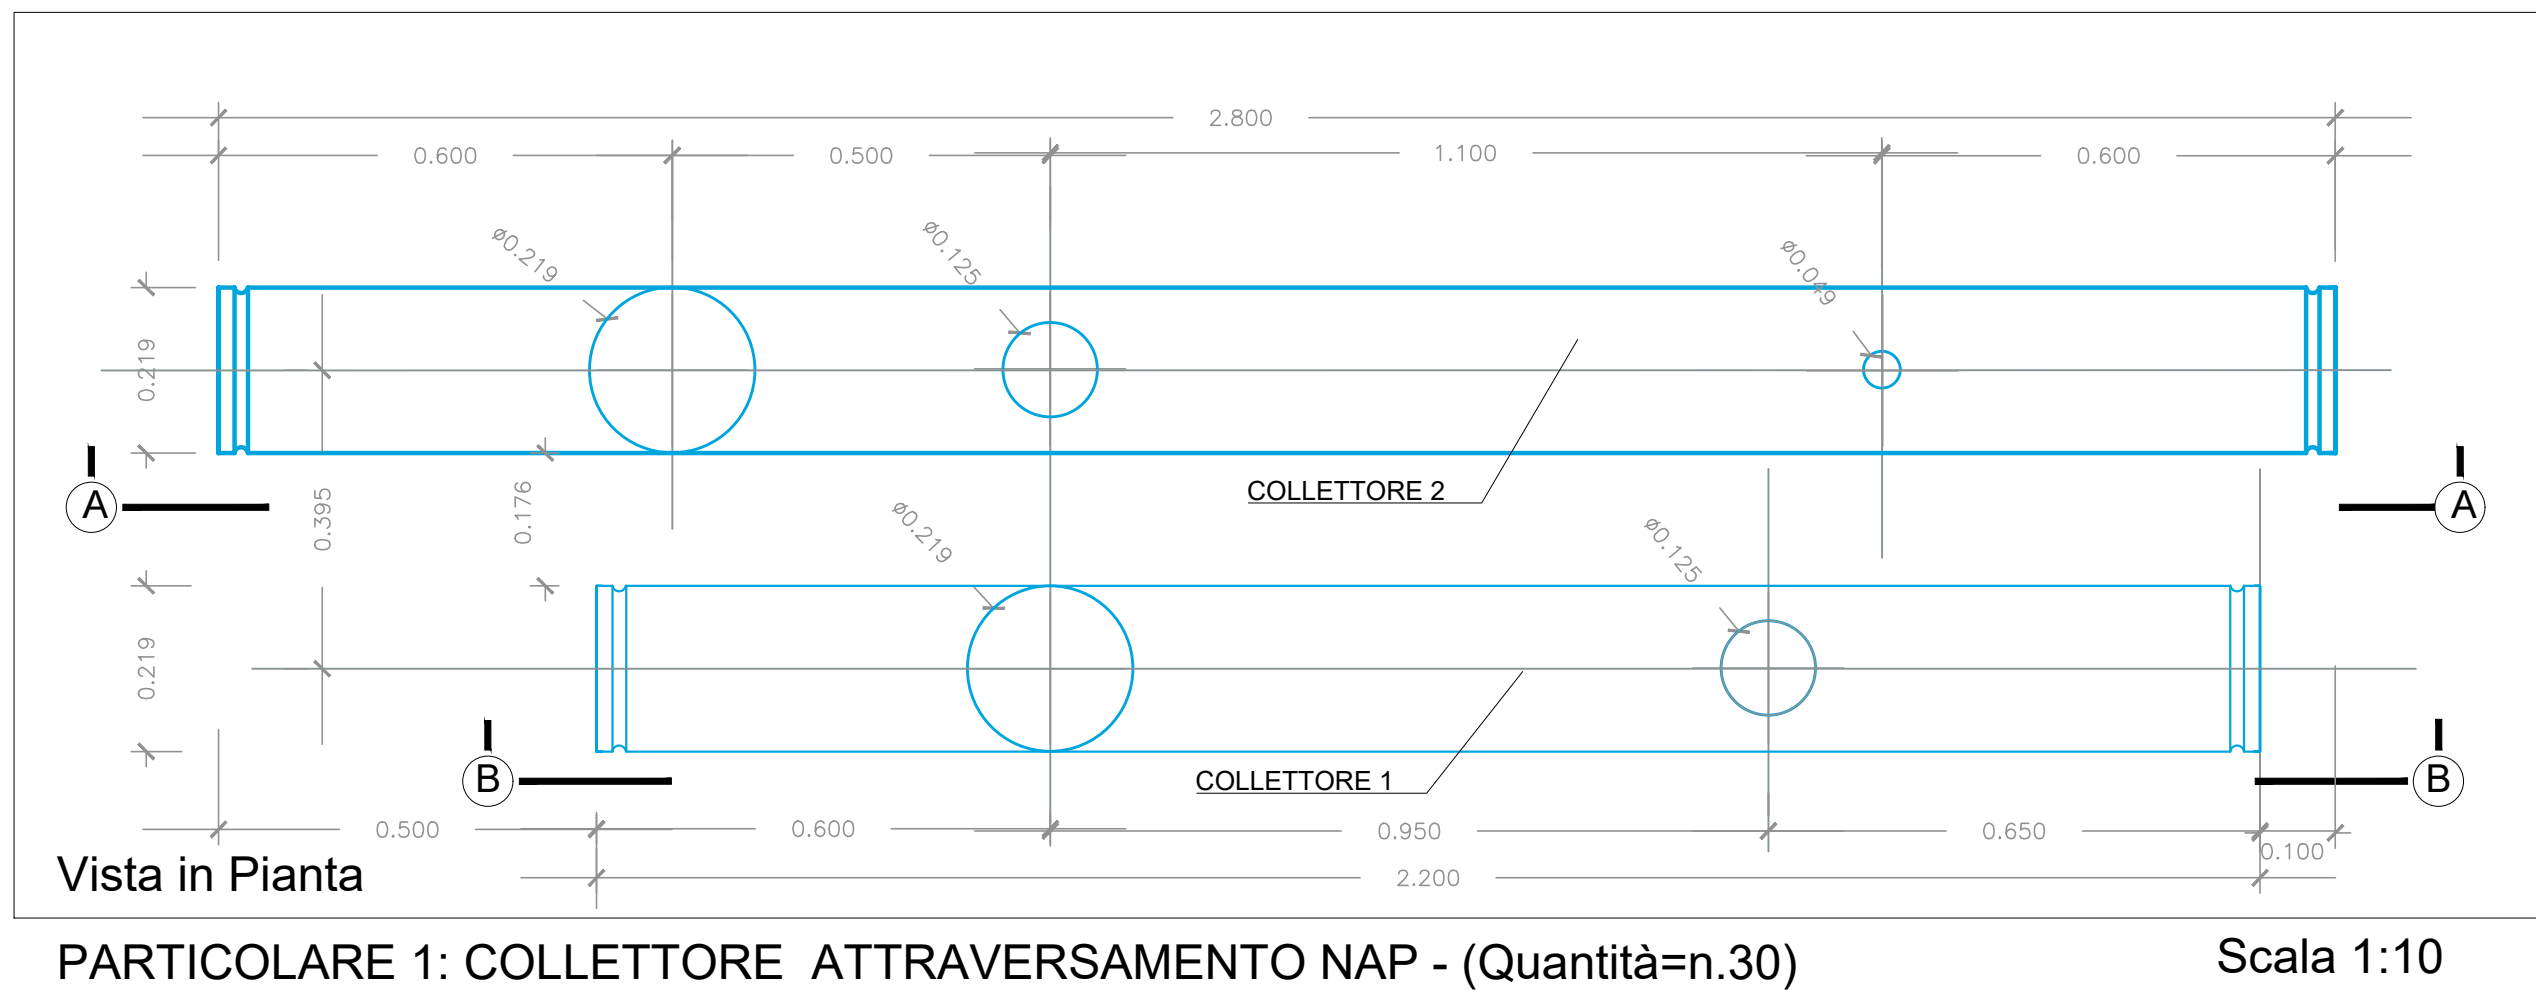 2.800
0.600
0.500
1.100
0.600
ø0.219
ø0.125
ø0.049
0.219
A
A
0.395
0.176
COLLETTORE 2
ø0.219
ø0.125
0.219
B
B
COLLETTORE 1
0.500
0.600
0.950
0.650
0.100
2.200
Vista in Pianta
PARTICOLARE 1: COLLETTORE ATTRAVERSAMENTO NAP - (Quantità=n.30)
Scala 1:10